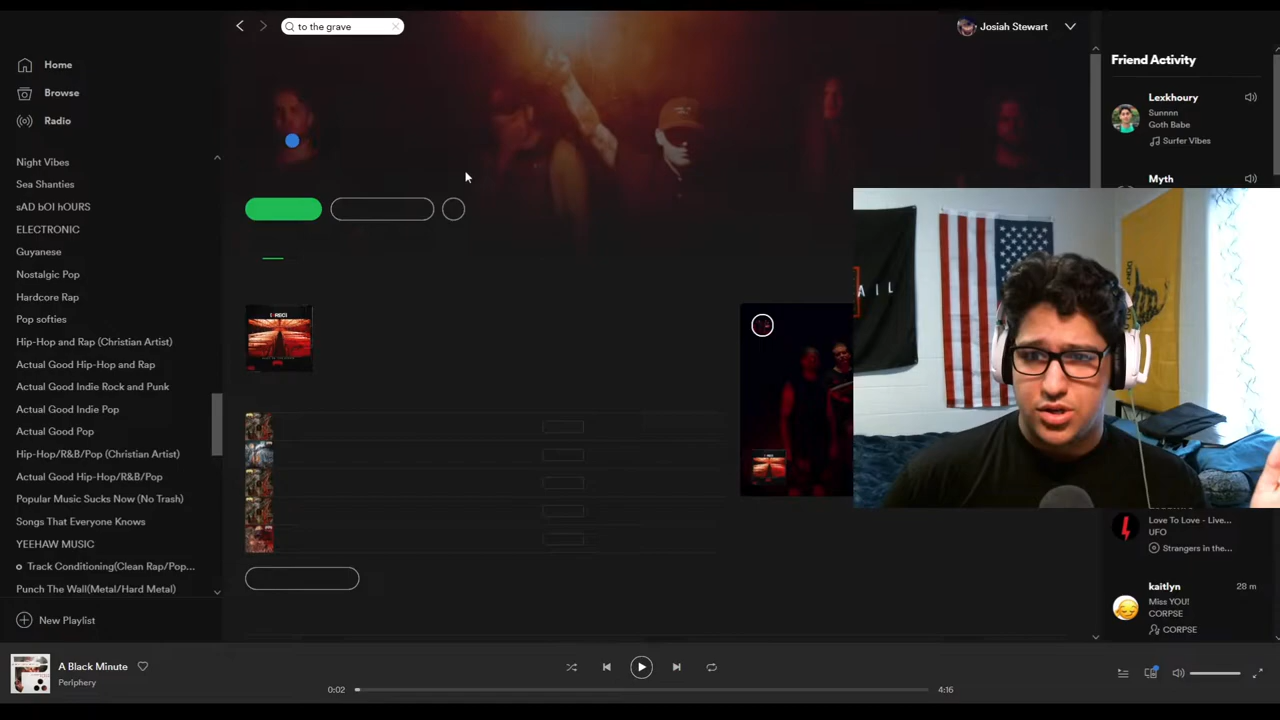 to the grave
Josiah Stewart
Home
Browse
Radio
Night Vibes
Sea Shanties
sAD bOI hOURS
ELECTRONIC
Guyanese
Nostalgic Pop
Hardcore Rap
Pop softies
Hip-Hop and Rap (Christian Artist)
Actual Good Hip-Hop and Rap
Actual Good Indie Rock and Punk
Actual Good Indie Pop
Actual Good Pop
Hip-Hop/R&B/Pop (Christian Artist)
Actual Good Hip-Hop/R&B/Pop
Popular Music Sucks Now (No Trash)
Songs That Everyone Knows
YEEHAW MUSIC
Track Conditioning(Clean Rap/Pop...
Punch The Wall(Metal/Hard Metal)
New Playlist
Friend Activity
Lexkhoury
Sunnnn
Goth Babe
Surfer Vibes
Myth
AIL
Love To Love - Live...
UFO
Strangers in the...
kaitlyn
28 m
Miss YOU!
CORPSE
CORPSE
A Black Minute
Periphery
0:02
4:16